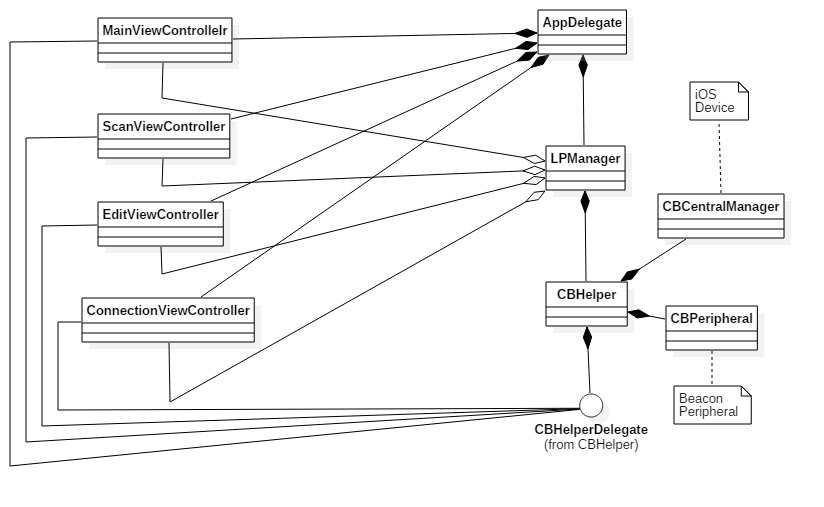 MainViewControllelr
AppDelegate
iOS
Device
ScanViewController
LPManager
EditViewController
CBCentralManager
ConnectionViewController
CBHelper
CBPeripheral
Beacon
Peripheral
CBHelperDelegate
(from CBHelper)